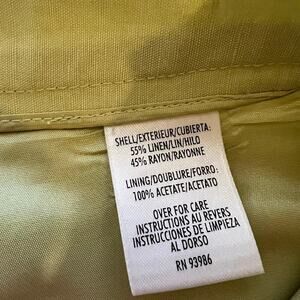 SHELL/EXTERIEUR/CUBIERTA:
55% LINEN/LIN/HILO
45% RAYON/RAYONNE
LINING/DOUBLURE/FORRO:
100% ACETATE/ACETATO
OVER FOR CARE
INSTRUCTIONS AU REVERS
INSTRUCCIONES DE LIMPIEZA
AL DORSO
RN 93986